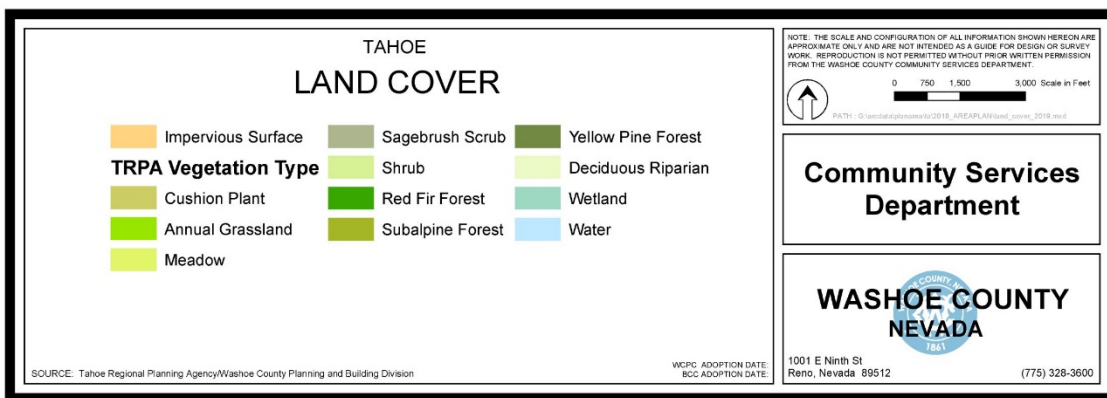 TAHOE
LAND COVER
Impervious Surface
TRPA Vegetation Type
Cushion Plant
Annual Grassland
Meadow
Sagebrush Scrub
Shrub
Red Fir Forest
Subalpine Forest
Yellow Pine Forest
Deciduous Riparian
Wetland
Water
SOURCE: Tahoe Regional Planning Agency/Washoe County Planning and Building Division
WCPC ADOPTION DATE:
BCC ADOPTION DATE:
NOTE: THE SCALE AND CONFIGURATION OF ALL INFORMATION SHOWN HEREON ARE
APPROXIMATE ONLY AND ARE NOT INTENDED AS A GUIDE FOR DESIGN OR SURVEY
WORK. REPRODUCTION IS NOT PERMITTED WITHOUT PRIOR WRITTEN PERMISSION
FROM THE WASHOE COUNTY COMMUNITY SERVICES DEPARTMENT.
0 750 1,500 3,000 Scale in Feet
PATH :
Community Services
Department
WASHOE COUNTY
NEVADA
1861
1001 E Ninth St
Reno, Nevada 89512
(775) 328-3600